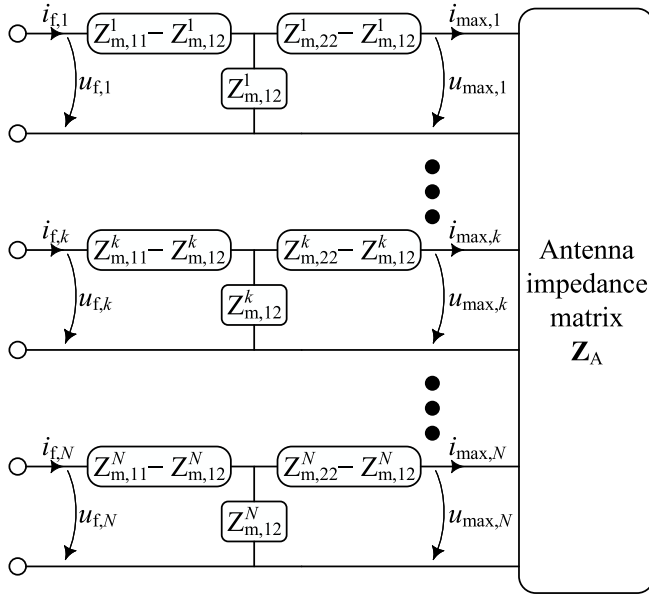 i_f,1 Z^1_m,11 − Z^1_m,12 Z^1_m,22 − Z^1_m,12 i_max,1
u_f,1 Z^1_m,12 u_max,1
i_f,k Z^k_m,11 − Z^k_m,12 Z^k_m,22 − Z^k_m,12 i_max,k
u_f,k Z^k_m,12 u_max,k
Antenna
impedance
matrix
Z_A
i_f,N Z^N_m,11 − Z^N_m,12 Z^N_m,22 − Z^N_m,12 i_max,N
u_f,N Z^N_m,12 u_max,N